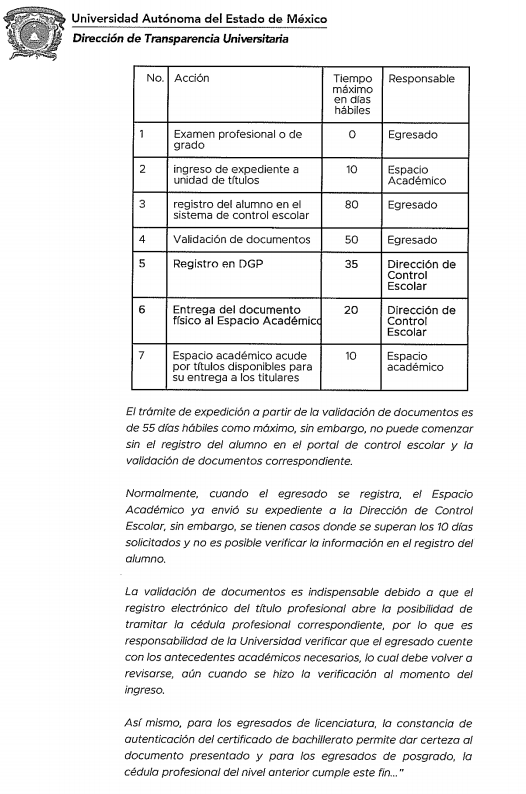 Universidad Autónoma del Estado de México
Dirección de Transparencia Universitaria
No. Acción Tiempo máximo en días hábiles Responsable
1 Examen profesional o de grado 0 Egresado
2 ingreso de expediente a unidad de títulos 10 Espacio Académico
3 registro del alumno en el sistema de control escolar 80 Egresado
4 Validación de documentos 50 Egresado
5 Registro en DGP 35 Dirección de Control Escolar
6 Entrega del documento físico al Espacio Académico 20 Dirección de Control Escolar
7 Espacio académico acude por títulos disponibles para su entrega a los titulares 10 Espacio académico
El trámite de expedición a partir de la validación de documentos es
de 55 días hábiles como máximo, sin embargo, no puede comenzar
sin el registro del alumno en el portal de control escolar y la
validación de documentos correspondiente.
Normalmente, cuando el egresado se registra, el Espacio
Académico ya envió su expediente a la Dirección de Control
Escolar, sin embargo, se tienen casos donde se superan los 10 días
solicitados y no es posible verificar la información en el registro del
alumno.
La validación de documentos es indispensable debido a que el
registro electrónico del título profesional abre la posibilidad de
tramitar la cédula profesional correspondiente, por lo que es
responsabilidad de la Universidad verificar que el egresado cuente
con los antecedentes académicos necesarios, lo cual debe volver a
revisarse, aún cuando se hizo la verificación al momento del
ingreso.
Así mismo, para los egresados de licenciatura, la constancia de
autenticación del certificado de bachillerato permite dar certeza al
documento presentado y para los egresados de posgrado, la
cédula profesional del nivel anterior cumple este fin..."